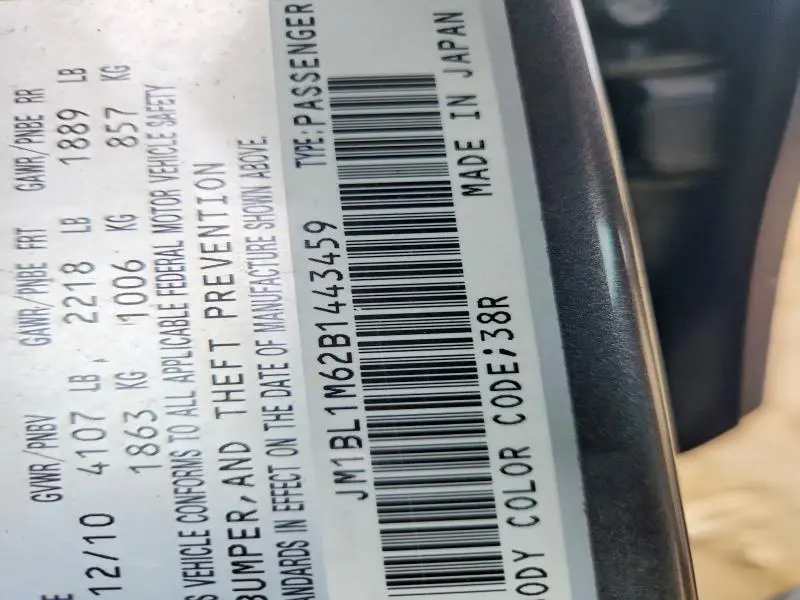 E GVWR/PNBV GAWR/PNBE FRT GAWR/PNBE RR
12/10 4107 LB 2218 LB 1889 LB
1863 KG 1006 KG 857 KG
S VEHICLE CONFORMS TO ALL APPLICABLE FEDERAL MOTOR VEHICLE SAFETY
BUMPER, AND THEFT PREVENTION
ANDARDS IN EFFECT ON THE DATE OF MANUFACTURE SHOWN ABOVE.
JM1BL1M62B1443459 TYPE:PASSENGER
ODY COLOR CODE;38R MADE IN JAPAN